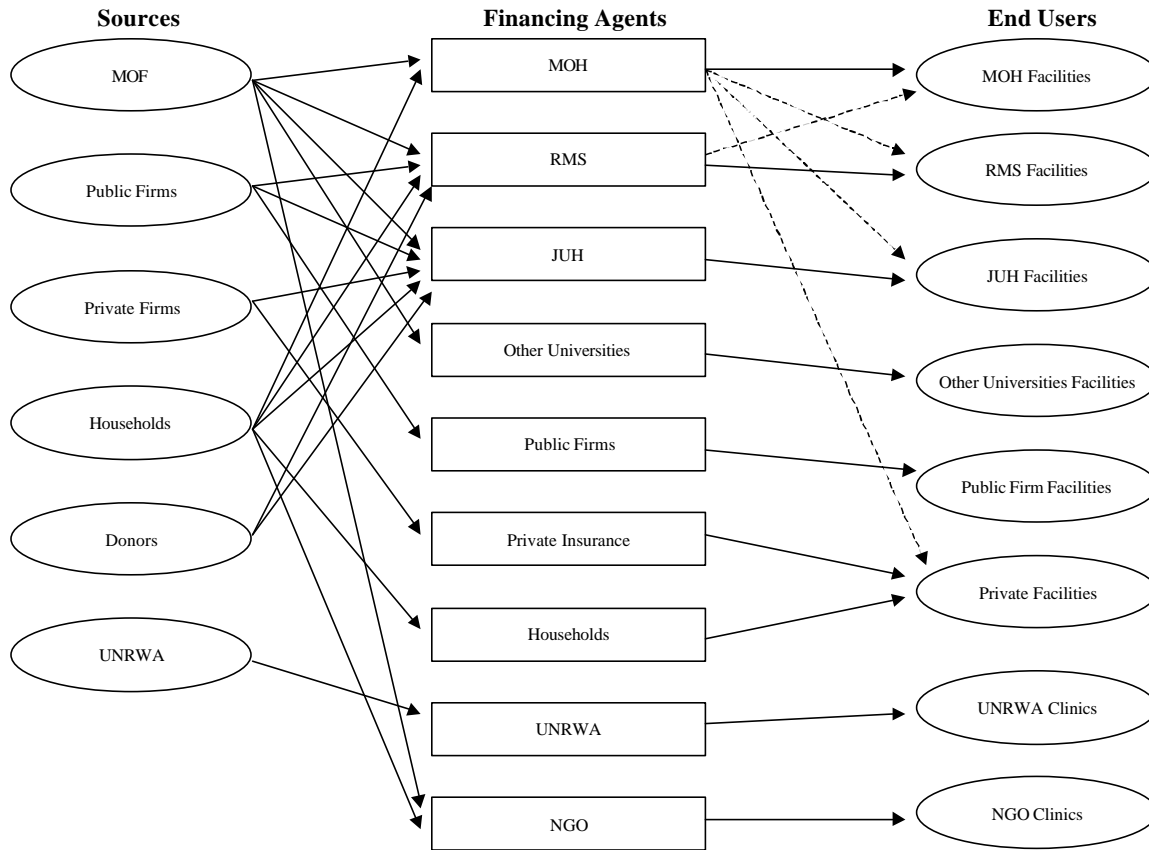 Sources
Financing Agents
End Users
MOF
Public Firms
Private Firms
Households
Donors
UNRWA
MOH
RMS
JUH
Other Universities
Public Firms
Private Insurance
Households
UNRWA
NGO
MOH Facilities
RMS Facilities
JUH Facilities
Other Universities Facilities
Public Firm Facilities
Private Facilities
UNRWA Clinics
NGO Clinics